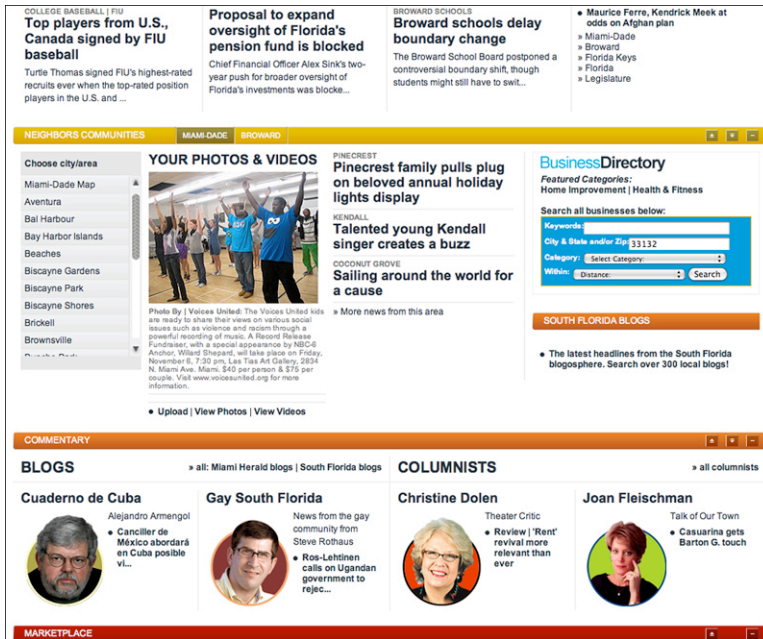 COLLEGE BASEBALL | FIU
Top players from U.S.,
Canada signed by FIU
baseball
Turtle Thomas signed FIU's highest-rated
recruits ever when the top-rated position
players in the U.S. and ...
Proposal to expand
oversight of Florida's
pension fund is blocked
Chief Financial Officer Alex Sink's two-
year push for broader oversight of
Florida's investments was blocke...
BROWARD SCHOOLS
Broward schools delay
boundary change
The Broward School Board postponed a
controversial boundary shift, though
students might still have to swit...
• Maurice Ferre, Kendrick Meek at
odds on Afghan plan
» Miami-Dade
» Broward
» Florida Keys
» Florida
» Legislature
NEIGHBORS COMMUNITIES
MIAMI-DADE
BROWARD
Choose city/area
Miami-Dade Map
Aventura
Bal Harbour
Bay Harbor Islands
Beaches
Biscayne Gardens
Biscayne Park
Biscayne Shores
Brickell
Brownsville
YOUR PHOTOS & VIDEOS
Photo By | Voices United: The Voices United kids
are ready to share their views on various social
issues such as violence and racism through a
powerful recording of music. A Record Release
Fundraiser, with a special appearance by NBC-6
Anchor, Willard Shepard, will take place on Friday,
November 6, 7:30 pm, Las Tias Art Gallery, 2834
N. Miami Ave. Miami. $40 per person & $75 per
couple. Visit www.voicesunited.org for more
information.
• Upload | View Photos | View Videos
PINECREST
Pinecrest family pulls plug
on beloved annual holiday
lights display
KENDALL
Talented young Kendall
singer creates a buzz
COCONUT GROVE
Sailing around the world for
a cause
» More news from this area
BusinessDirectory
Featured Categories:
Home Improvement | Health & Fitness
Search all businesses below:
Keywords:
City & State and/or Zip: 33132
Category: Select Category:
Within: Distance: Search
SOUTH FLORIDA BLOGS
• The latest headlines from the South Florida
blogosphere. Search over 300 local blogs!
COMMENTARY
BLOGS
» all: Miami Herald blogs | South Florida blogs
COLUMNISTS
» all columnists
Cuaderno de Cuba
Alejandro Armengol
• Canciller de
México abordará
en Cuba posible
vi...
Gay South Florida
News from the gay
community from
Steve Rothaus
• Ros-Lehtinen
calls on Ugandan
government to
rejec...
Christine Dolen
Theater Critic
• Review | 'Rent'
revival more
relevant than
ever
Joan Fleischman
Talk of Our Town
• Casuarina gets
Barton G. touch
MARKETPLACE